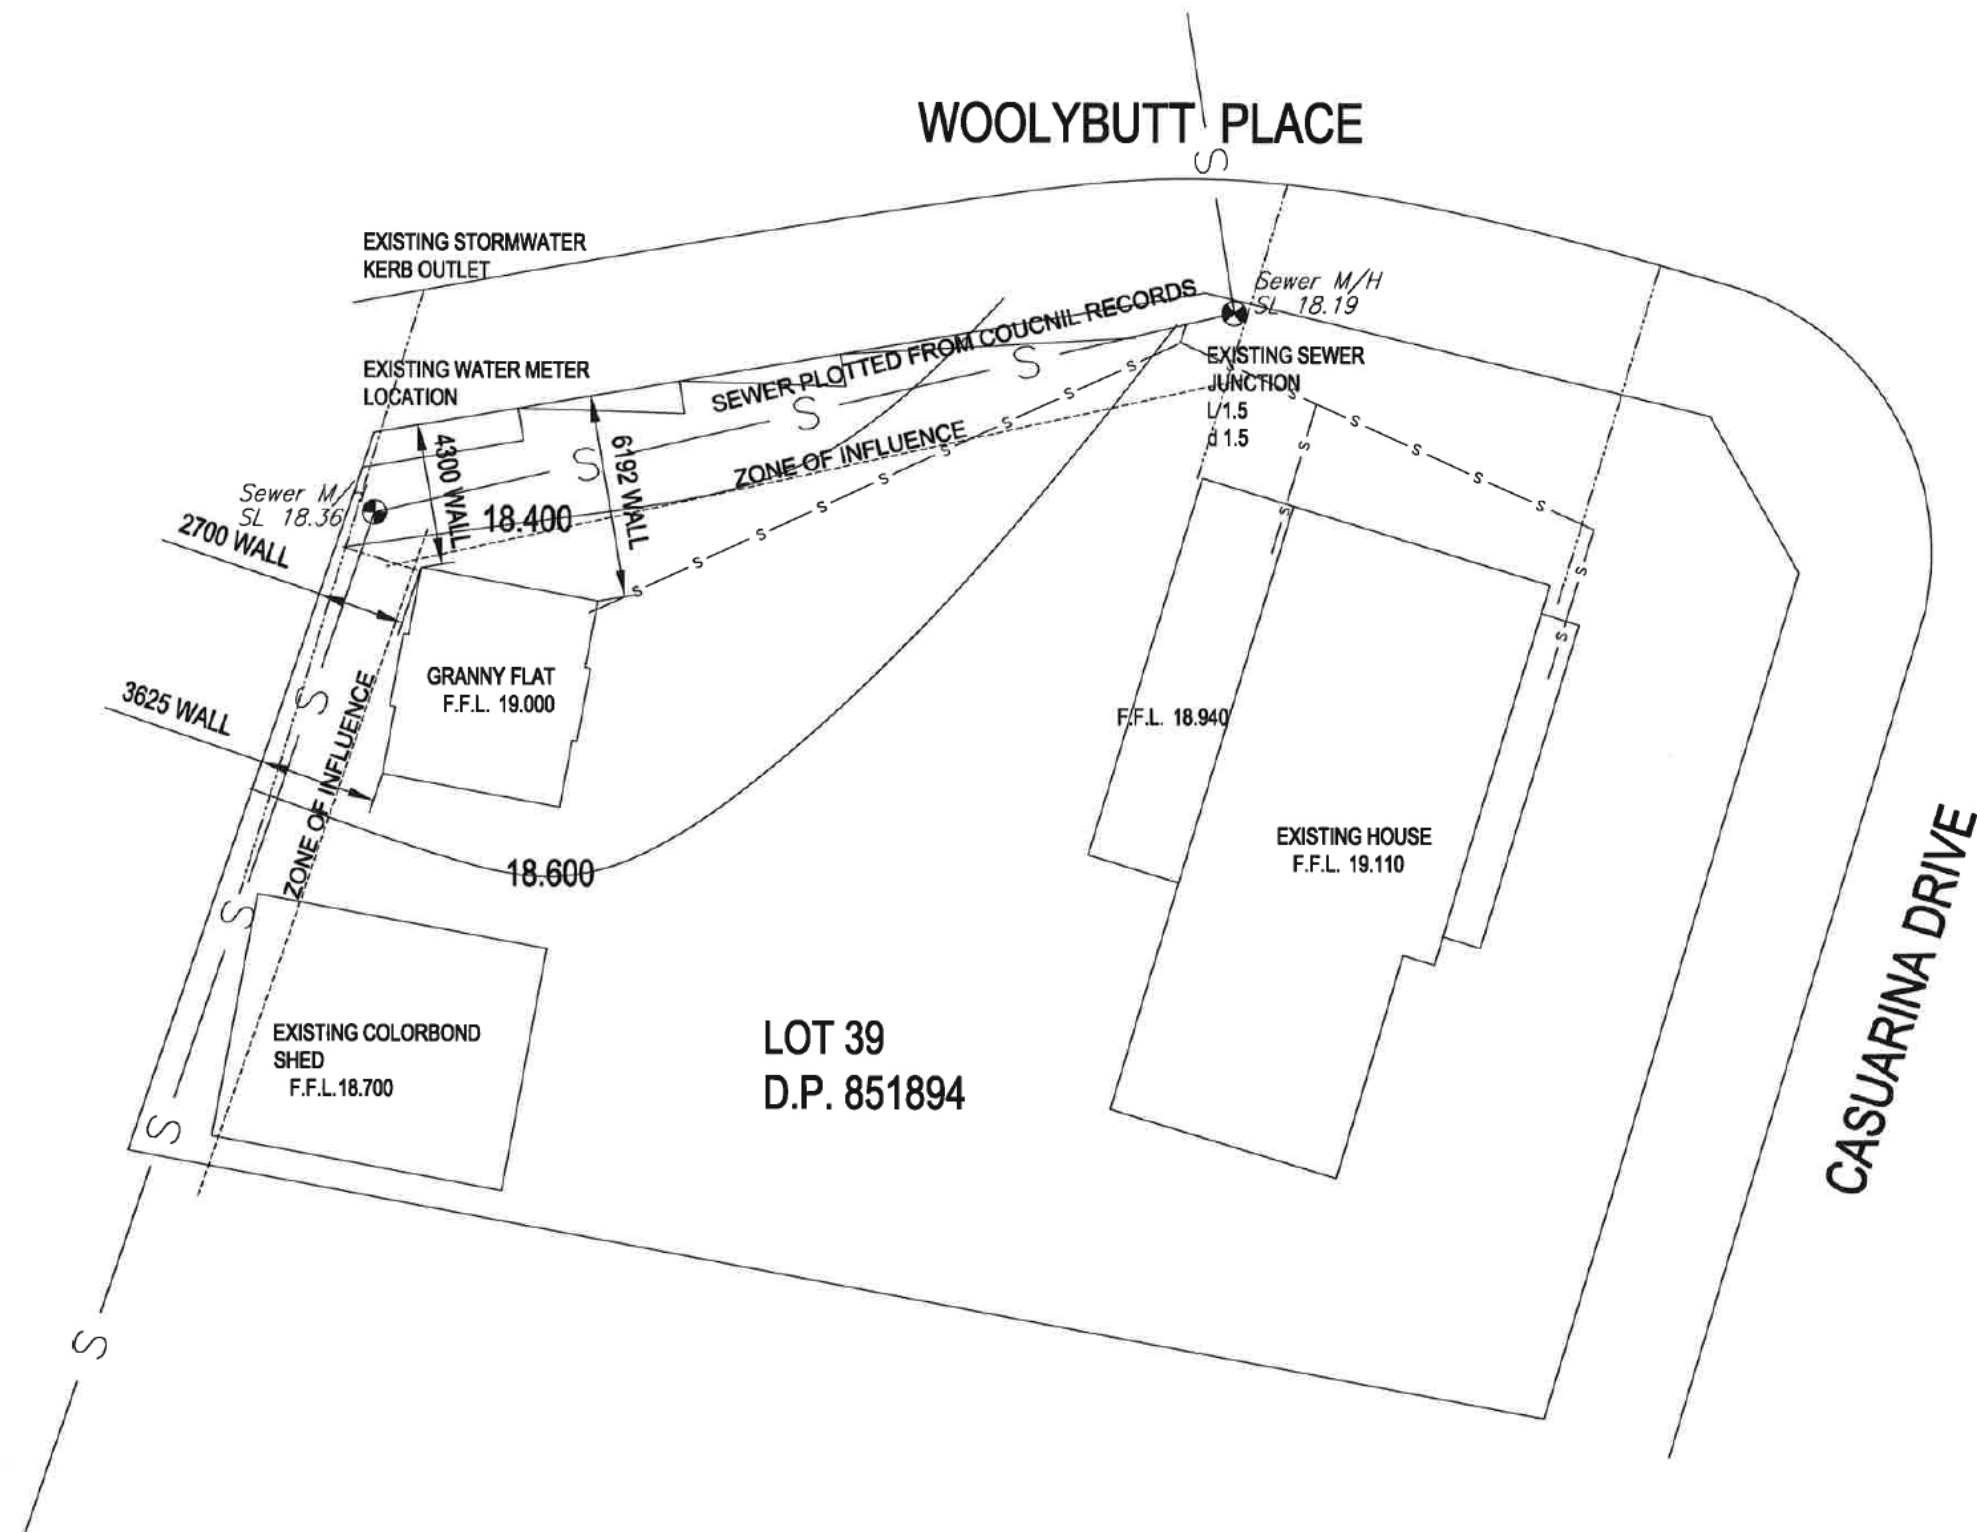 WOOLYBUTT PLACE
S
EXISTING STORMWATER
KERB OUTLET
Sewer M/H
SL 18.19
SEWER PLOTTED FROM COUCNIL RECORDS
EXISTING WATER METER
LOCATION
EXISTING SEWER
JUNCTION
L/1.5
d 1.5
S
S
S
4300 WALL
6192 WALL
ZONE OF INFLUENCE
Sewer M/H
SL 18.36
18.400
2700 WALL
s s s s s s s s s
s s s s s
s s
s s
GRANNY FLAT
F.F.L. 19.000
3625 WALL
S
ZONE OF INFLUENCE
F.F.L. 18.940
EXISTING HOUSE
F.F.L. 19.110
18.600
S
CASUARINA DRIVE
EXISTING COLORBOND
SHED
F.F.L.18.700
LOT 39
D.P. 851894
S
S